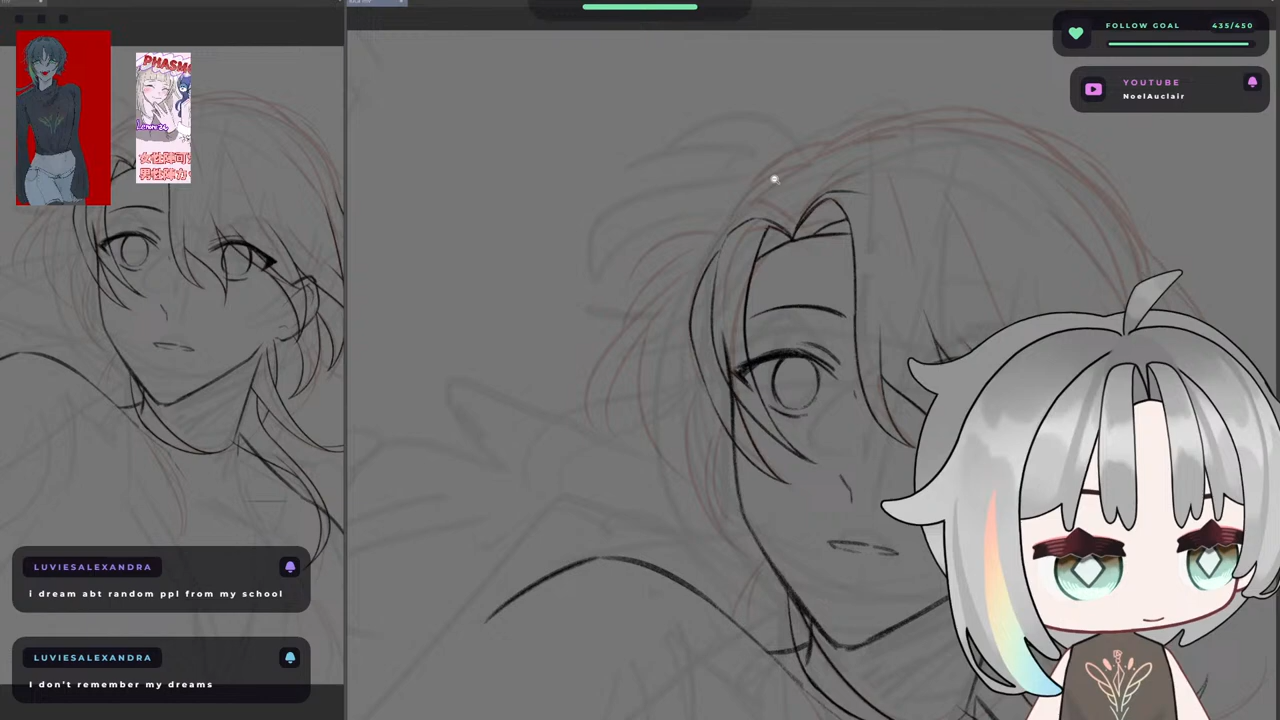 FOLLOW GOAL 435/450
YOUTUBE
NoelAuclair
LUVIESALEXANDRA
i dream abt random ppl from my school
LUVIESALEXANDRA
I don't remember my dreams